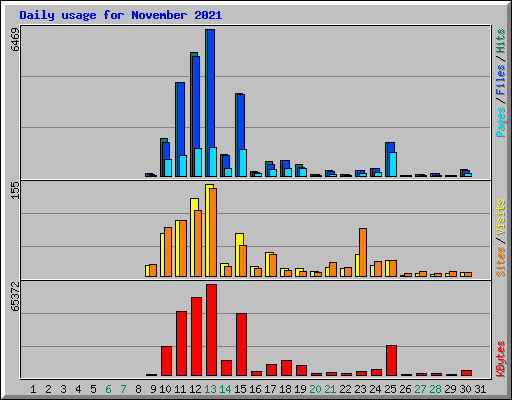 Daily usage for November 2021
6469
Pages / Files / Hits
155
Sites / Visits
65372
KBytes
1 2 3 4 5 6 7 8 9 10 11 12 13 14 15 16 17 18 19 20 21 22 23 24 25 26 27 28 29 30 31